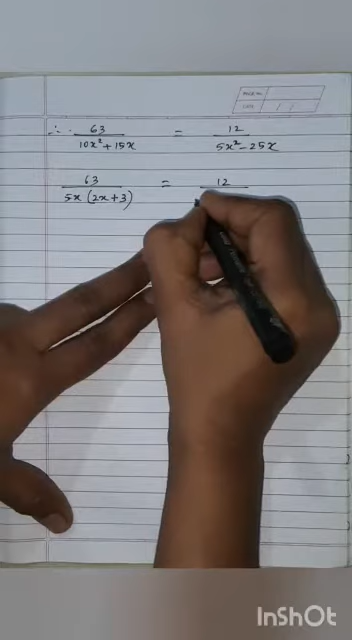 ∴ 63/(10x²+15x) = 12/(5x²-25x)
63/(5x(2x+3)) = 12/
InShOt